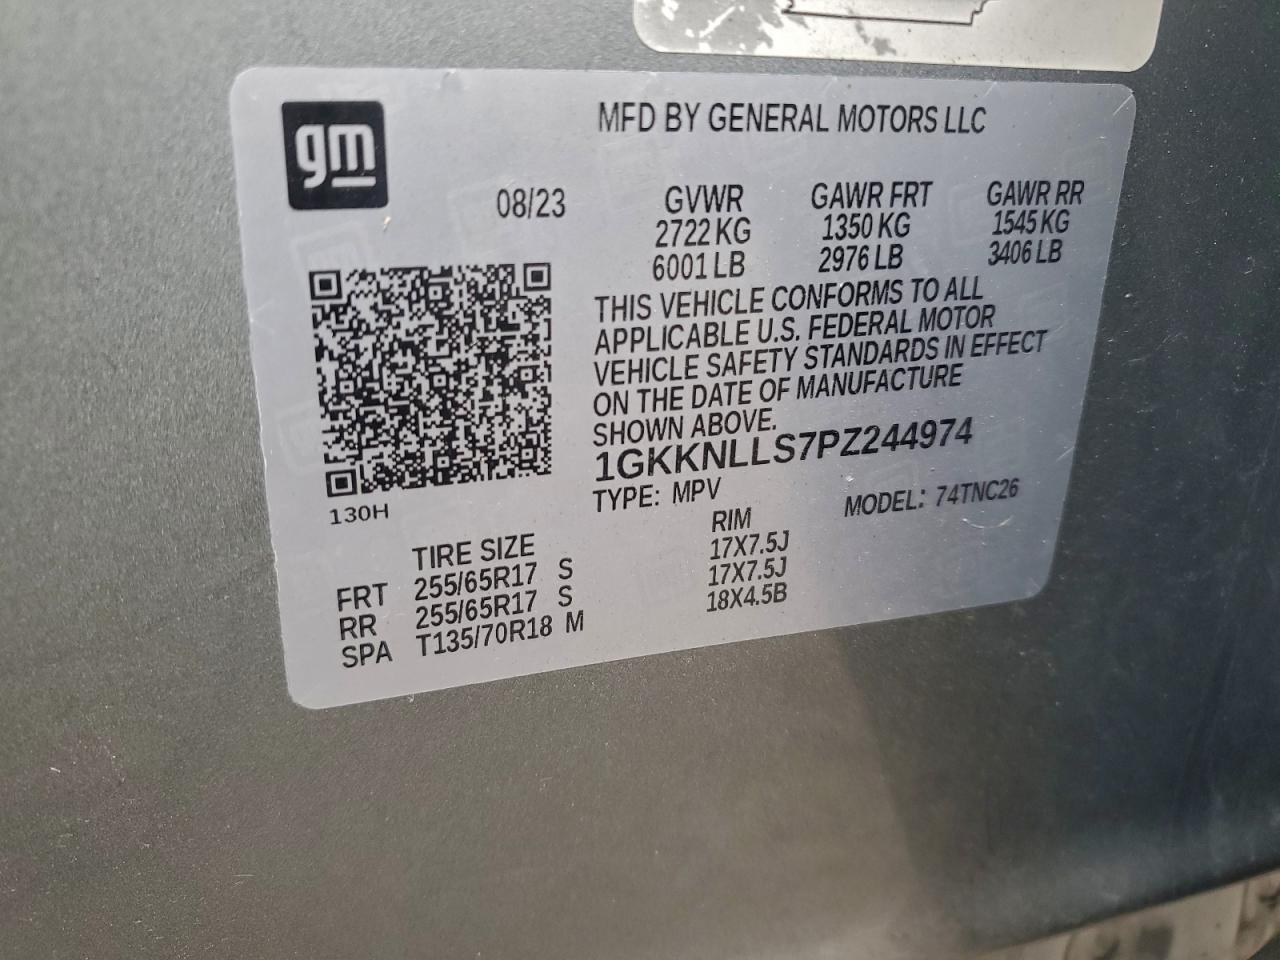 gm
MFD BY GENERAL MOTORS LLC
08/23 GVWR GAWR FRT GAWR RR
2722 KG 1350 KG 1545 KG
6001 LB 2976 LB 3406 LB
THIS VEHICLE CONFORMS TO ALL
APPLICABLE U.S. FEDERAL MOTOR
VEHICLE SAFETY STANDARDS IN EFFECT
ON THE DATE OF MANUFACTURE
SHOWN ABOVE.
1GKKNLLS7PZ244974
TYPE: MPV MODEL: 74TNC26
130H
TIRE SIZE RIM
FRT 255/65R17 S 17X7.5J
RR 255/65R17 S 17X7.5J
SPA T135/70R18 M 18X4.5B